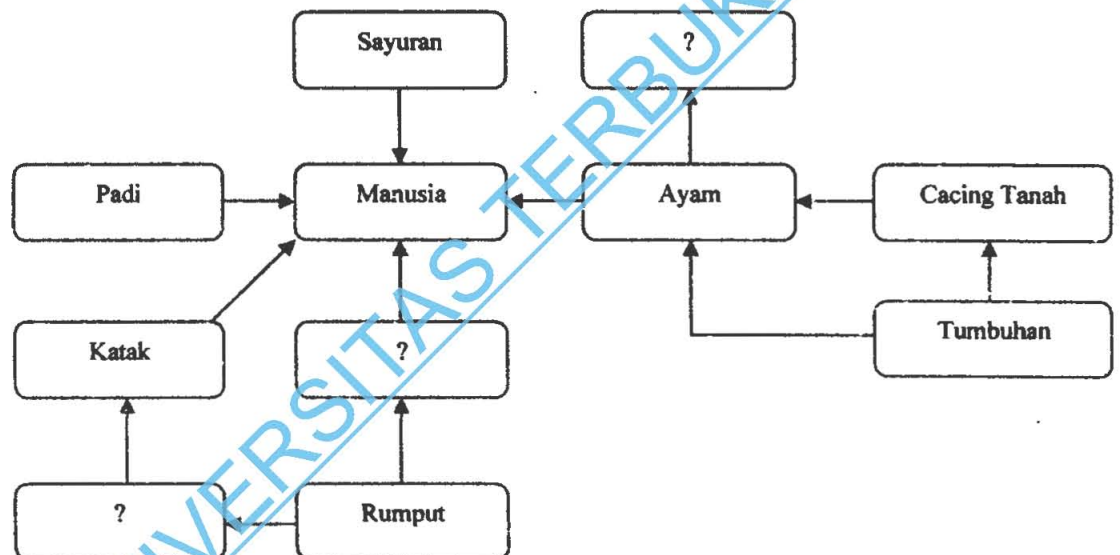 Sayuran
?
Padi
Manusia
Ayam
Cacing Tanah
Katak
?
Tumbuhan
?
Rumput
UNIVERSITAS TERBUKA